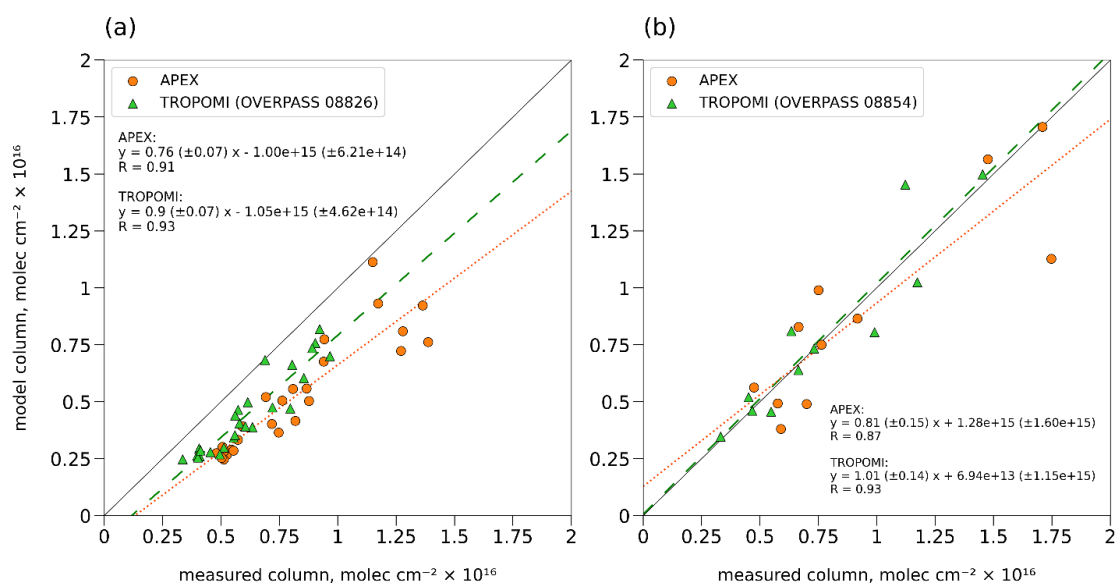 (a)
(b)
model column, molec cm⁻² × 10¹⁶
2
1.75
1.5
1.25
1
0.75
0.5
0.25
0
APEX
TROPOMI (OVERPASS 08826)
APEX:
y = 0.76 (±0.07) x - 1.00e+15 (±6.21e+14)
R = 0.91
TROPOMI:
y = 0.9 (±0.07) x - 1.05e+15 (±4.62e+14)
R = 0.93
0 0.25 0.5 0.75 1 1.25 1.5 1.75 2
measured column, molec cm⁻² × 10¹⁶
2
1.75
1.5
1.25
1
0.75
0.5
0.25
0
APEX
TROPOMI (OVERPASS 08854)
APEX:
y = 0.81 (±0.15) x + 1.28e+15 (±1.60e+15)
R = 0.87
TROPOMI:
y = 1.01 (±0.14) x + 6.94e+13 (±1.15e+15)
R = 0.93
0 0.25 0.5 0.75 1 1.25 1.5 1.75 2
measured column, molec cm⁻² × 10¹⁶